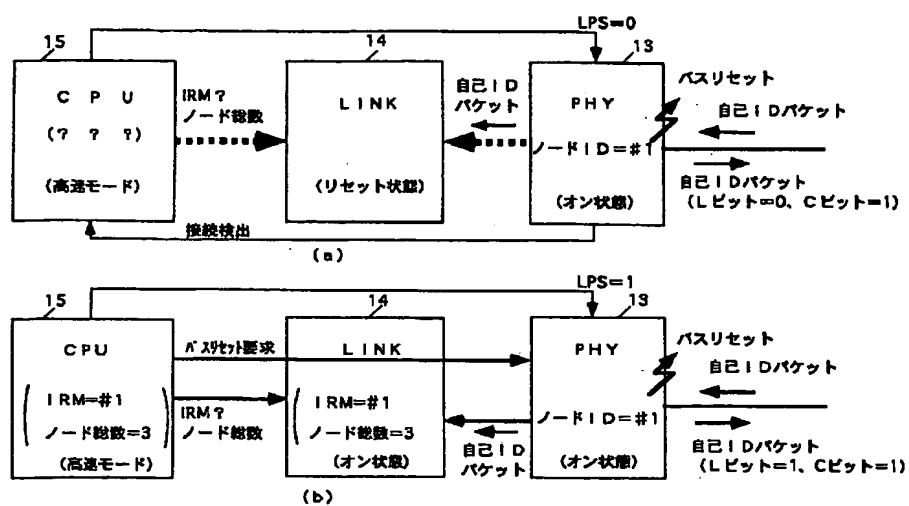 LPS=0
15
14
13
CPU
(? ? ?)
(高速モード)
IRM?
ノード総数
LINK
(リセット状態)
自己ID
パケット
PHY
ノードID=#1
(オン状態)
バスリセット
自己IDパケット
自己IDパケット
(Lビット=0、Cビット=1)
接続検出
(a)
LPS=1
15
14
13
CPU
IRM=#1
ノード総数=3
(高速モード)
バスリセット要求
IRM?
ノード総数
LINK
IRM=#1
ノード総数=3
(オン状態)
自己ID
パケット
PHY
ノードID=#1
(オン状態)
バスリセット
自己IDパケット
自己IDパケット
(Lビット=1、Cビット=1)
(b)